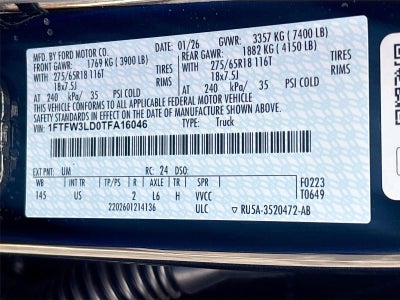 MFD. BY FORD MOTOR CO.
DATE: 01/26 GVWR: 3357 KG (7400 LB)
FRONT GAWR: 1769 KG (3900 LB)
REAR GAWR: 1882 KG (4150 LB)
WITH 275/65R18 116T TIRES
WITH 275/65R18 116T TIRES
18x7.5J RIMS
18x7.5J RIMS
AT 240 kPa/ 35 PSI COLD
AT 240 kPa/ 35 PSI COLD
THIS VEHICLE CONFORMS TO ALL APPLICABLE FEDERAL MOTOR VEHICLE
SAFETY STANDARDS IN EFFECT ON THE DATE OF MANUFACTURE SHOWN ABOVE.
VIN: 1FTFW3LD0TFA16046
TYPE: Truck
EXT PNT: UM RC: 24 DSO:
WB INT TR TP/PS R AXLE TR SPR F0223
145 US 2 L6 H VVCC T0649
2202601214136 ULC RU5A-3520472-AB